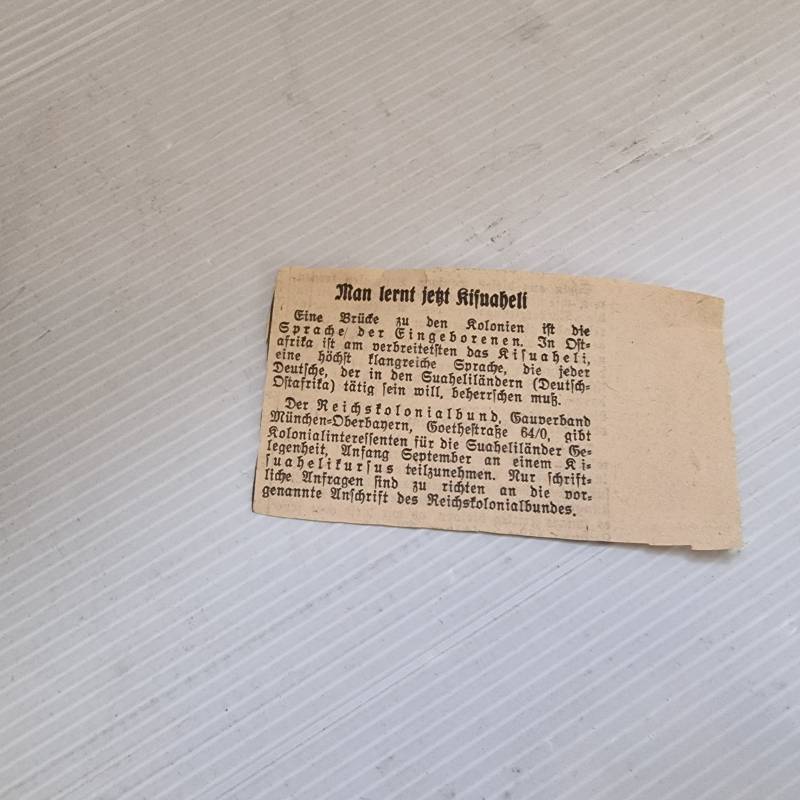 Man lernt jetzt Kisuaheli
Eine Brücke zu den Kolonien ist die
Sprache der Eingeborenen. In Ost-
afrika ist am verbreitetsten das Kisuaheli,
eine höchst klangreiche Sprache, die jeder
Deutsche, der in den Suaheliländern (Deutsch-
Ostafrika) tätig sein will, beherrschen muß.
Der Reichskolonialbund, Gauverband
München-Oberbayern, Goethestraße 64/0, gibt
Kolonialinteressenten für die Suaheliländer Ge-
legenheit, Anfang September an einem Ki-
suahelikursus teilzunehmen. Nur schrift-
liche Anfragen sind zu richten an die vor-
genannte Anschrift des Reichskolonialbundes.